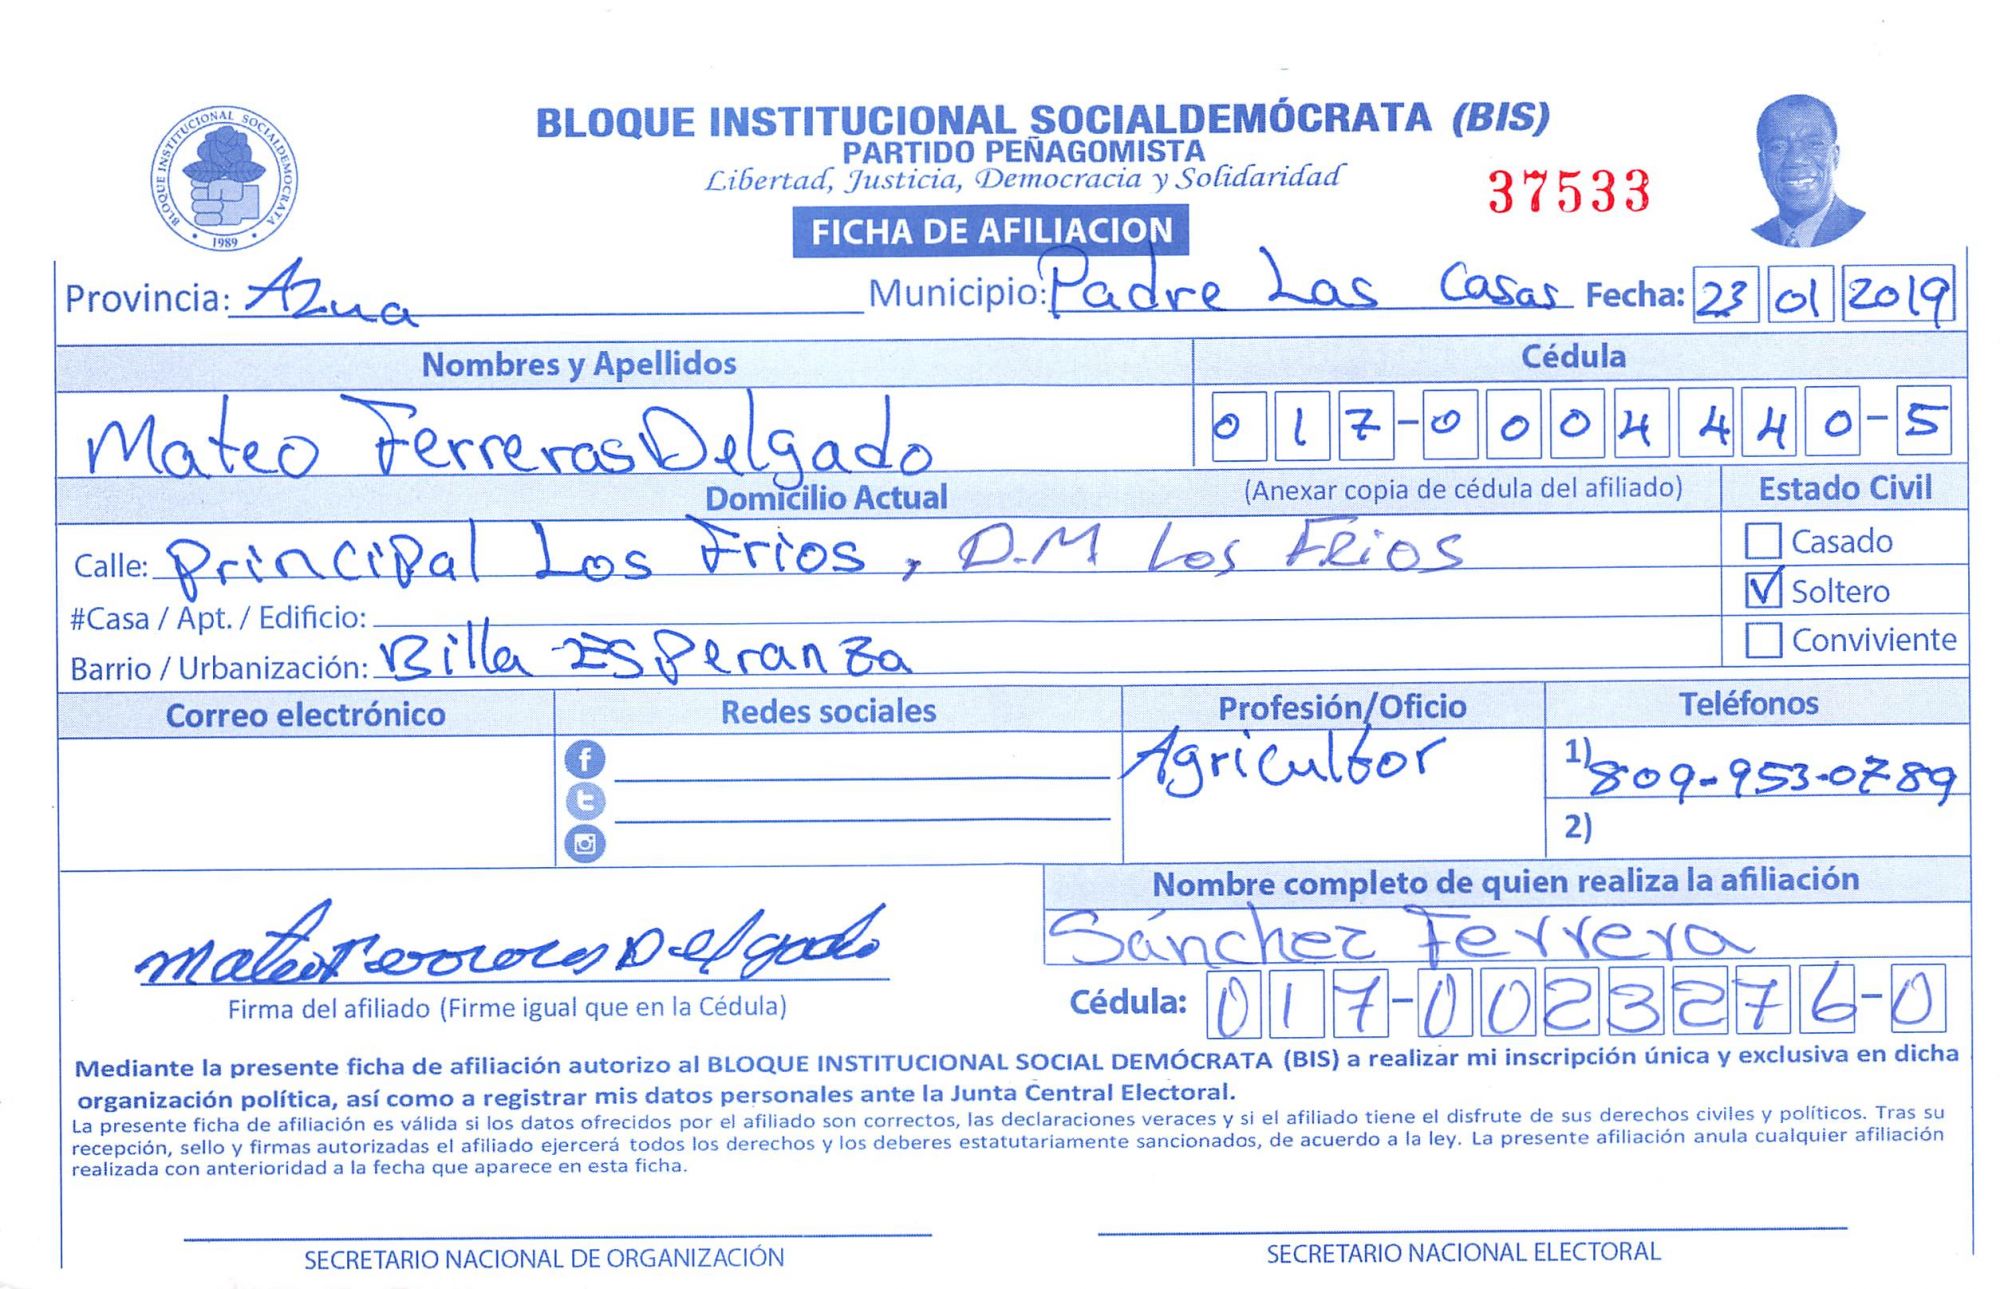 BLOQUE INSTITUCIONAL SOCIALDEMOCRATA
1989
BLOQUE INSTITUCIONAL SOCIALDEMÓCRATA (BIS)
PARTIDO PEÑAGOMISTA
Libertad, Justicia, Democracia y Solidaridad
37533
FICHA DE AFILIACION
Provincia: Azua Municipio: Padre Las Casas Fecha: 23 01 2019
Nombres y Apellidos Cédula
Mateo Ferreras Delgado 017-0004440-5
Domicilio Actual (Anexar copia de cédula del afiliado) Estado Civil
Calle: Principal Los Frios, D.M Los Frios Casado
#Casa / Apt. / Edificio: Soltero
Barrio / Urbanización: Billa Esperanza Conviviente
Correo electrónico Redes sociales Profesión/Oficio Teléfonos
Agricultor 1) 809-953-0789
2)
Nombre completo de quien realiza la afiliación
Sánchez Ferrera
Mateo Ferreras Delgado
Firma del afiliado (Firme igual que en la Cédula) Cédula: 017-0023276-0
Mediante la presente ficha de afiliación autorizo al BLOQUE INSTITUCIONAL SOCIAL DEMÓCRATA (BIS) a realizar mi inscripción única y exclusiva en dicha
organización política, así como a registrar mis datos personales ante la Junta Central Electoral.
La presente ficha de afiliación es válida si los datos ofrecidos por el afiliado son correctos, las declaraciones veraces y si el afiliado tiene el disfrute de sus derechos civiles y políticos. Tras su
recepción, sello y firmas autorizadas el afiliado ejercerá todos los derechos y los deberes estatutariamente sancionados, de acuerdo a la ley. La presente afiliación anula cualquier afiliación
realizada con anterioridad a la fecha que aparece en esta ficha.
SECRETARIO NACIONAL DE ORGANIZACIÓN SECRETARIO NACIONAL ELECTORAL